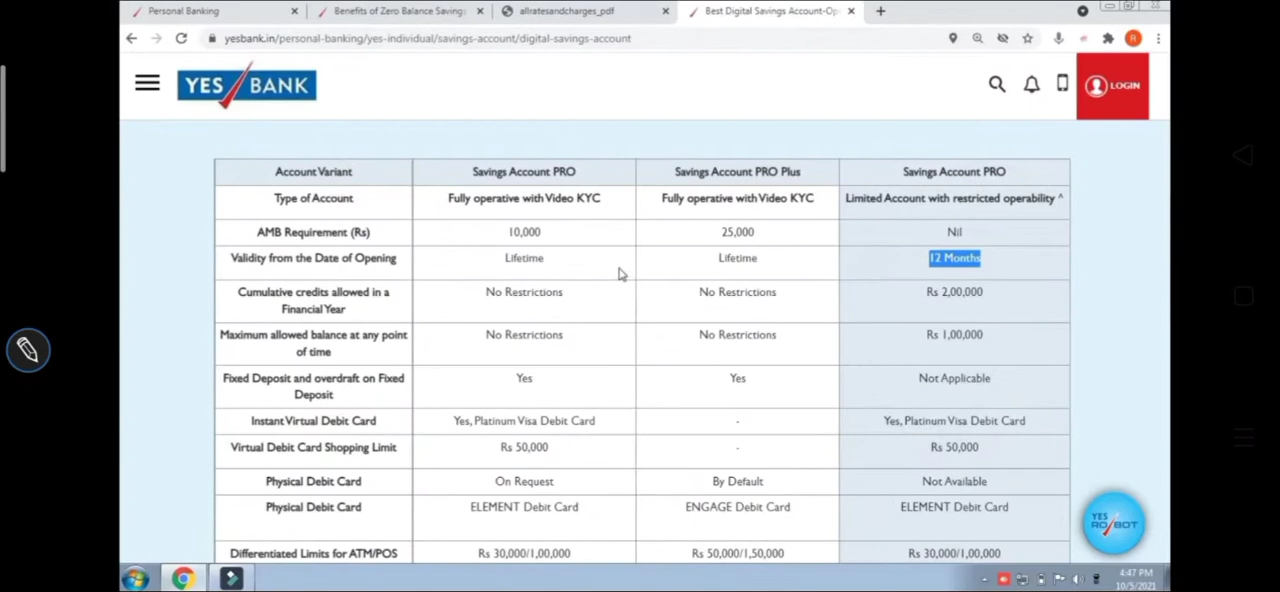 Personal Banking
Benefits of Zero Balance Saving:
allratesandcharges_pdf
Best Digital Savings Account-Op
yesbank.in/personal-banking/yes-individual/savings-account/digital-savings-account
R
YES BANK
LOGIN
Account Variant Savings Account PRO Savings Account PRO Plus Savings Account PRO
Type of Account Fully operative with Video KYC Fully operative with Video KYC Limited Account with restricted operability ^
AMB Requirement (Rs) 10,000 25,000 Nil
Validity from the Date of Opening Lifetime Lifetime 12 Months
Cumulative credits allowed in a
Financial Year
No Restrictions No Restrictions Rs 2,00,000
Maximum allowed balance at any point
of time
No Restrictions No Restrictions Rs 1,00,000
Fixed Deposit and overdraft on Fixed
Deposit
Yes Yes Not Applicable
Instant Virtual Debit Card Yes, Platinum Visa Debit Card - Yes, Platinum Visa Debit Card
Virtual Debit Card Shopping Limit Rs 50,000 - Rs 50,000
Physical Debit Card On Request By Default Not Available
Physical Debit Card ELEMENT Debit Card ENGAGE Debit Card ELEMENT Debit Card
Differentiated Limits for ATM/POS Rs 30,000/1,00,000 Rs 50,000/1,50,000 Rs 30,000/1,00,000
YES
ROBOT
4:47 PM
10/5/2021